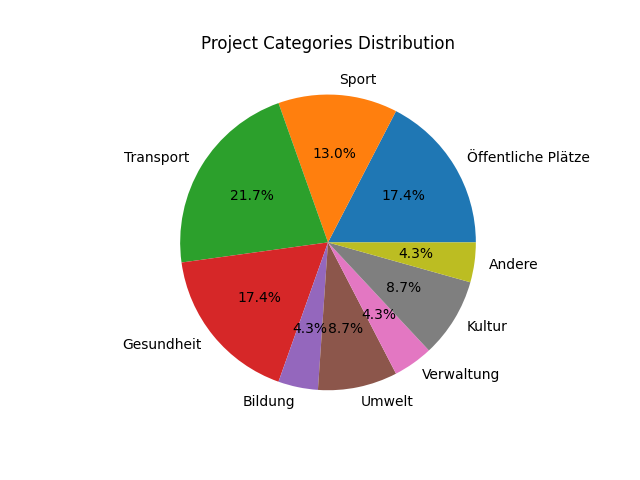 Project Categories Distribution
Sport
Transport
Öffentliche Plätze
13.0%
21.7%
17.4%
4.3%
Andere
8.7%
17.4%
4.3%
4.3%
8.7%
Kultur
Gesundheit
Verwaltung
Bildung
Umwelt